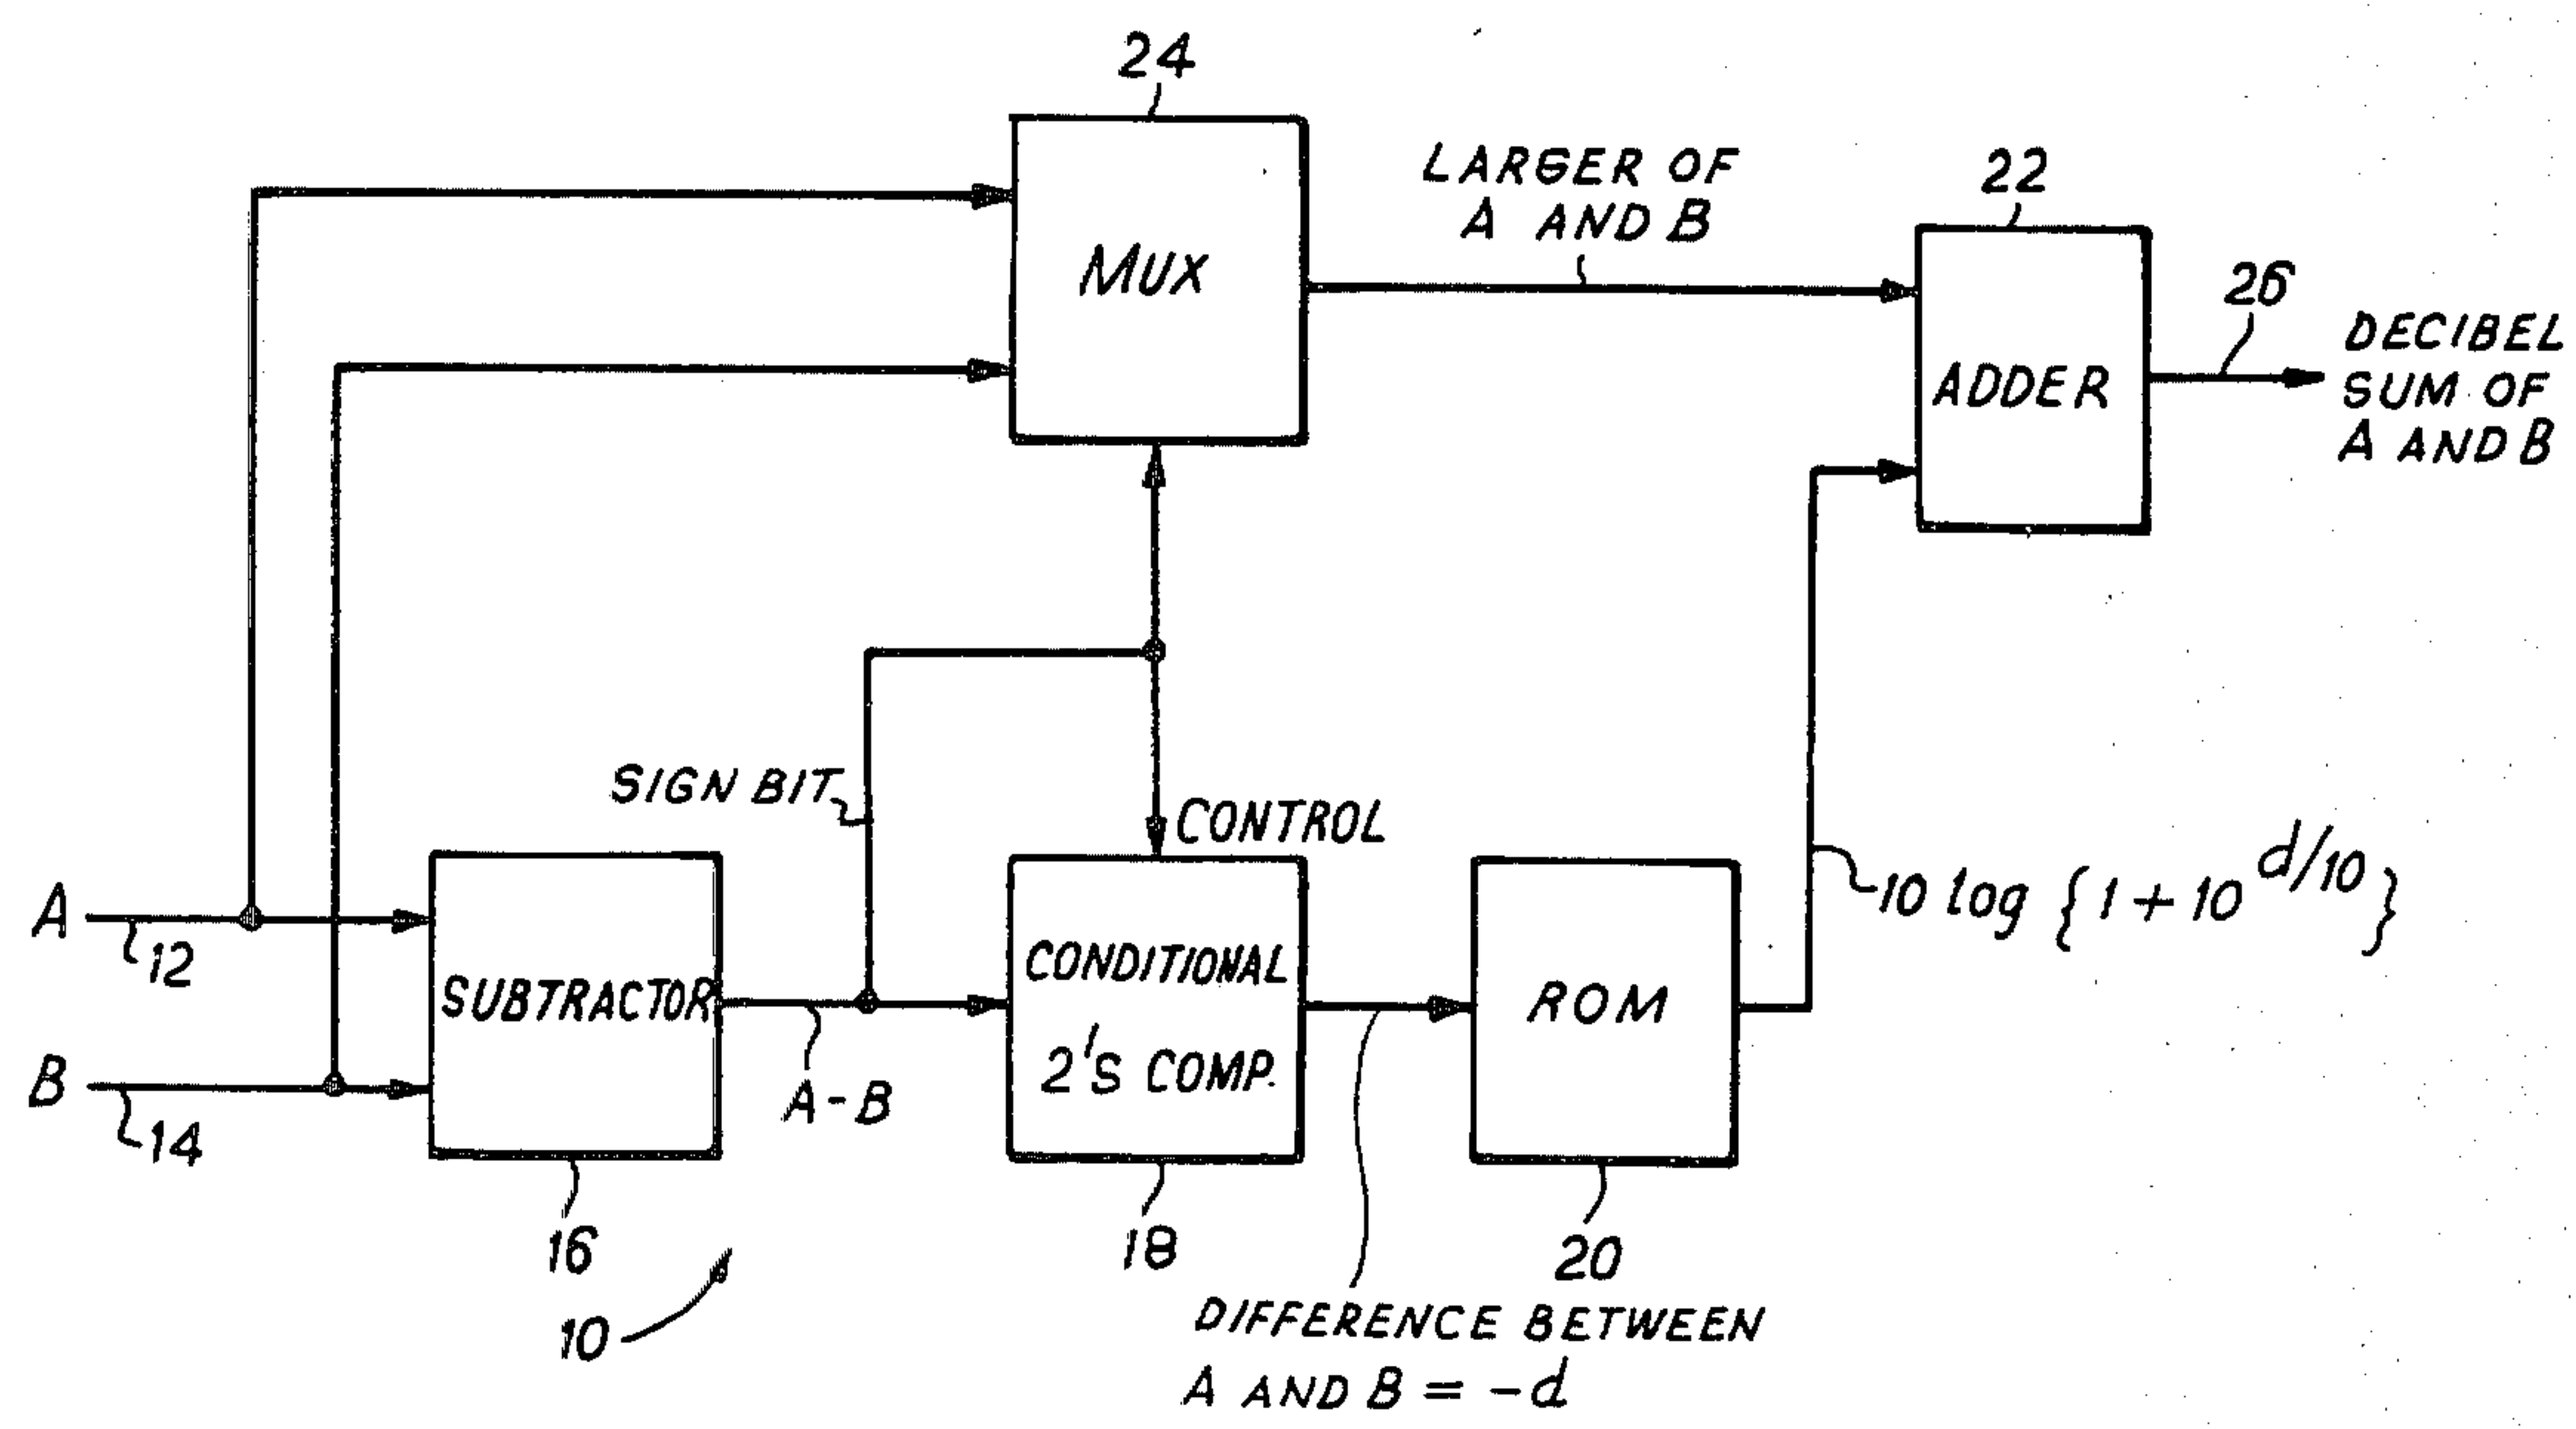 24
MUX
LARGER OF
A AND B
22
ADDER
26
DECIBEL
SUM OF
A AND B
SIGN BIT
CONTROL
A
12
B
14
SUBTRACTOR
16
A-B
CONDITIONAL
2'S COMP.
18
ROM
20
10 log {1 + 10^{d/10}}
DIFFERENCE BETWEEN
A AND B = -d
10